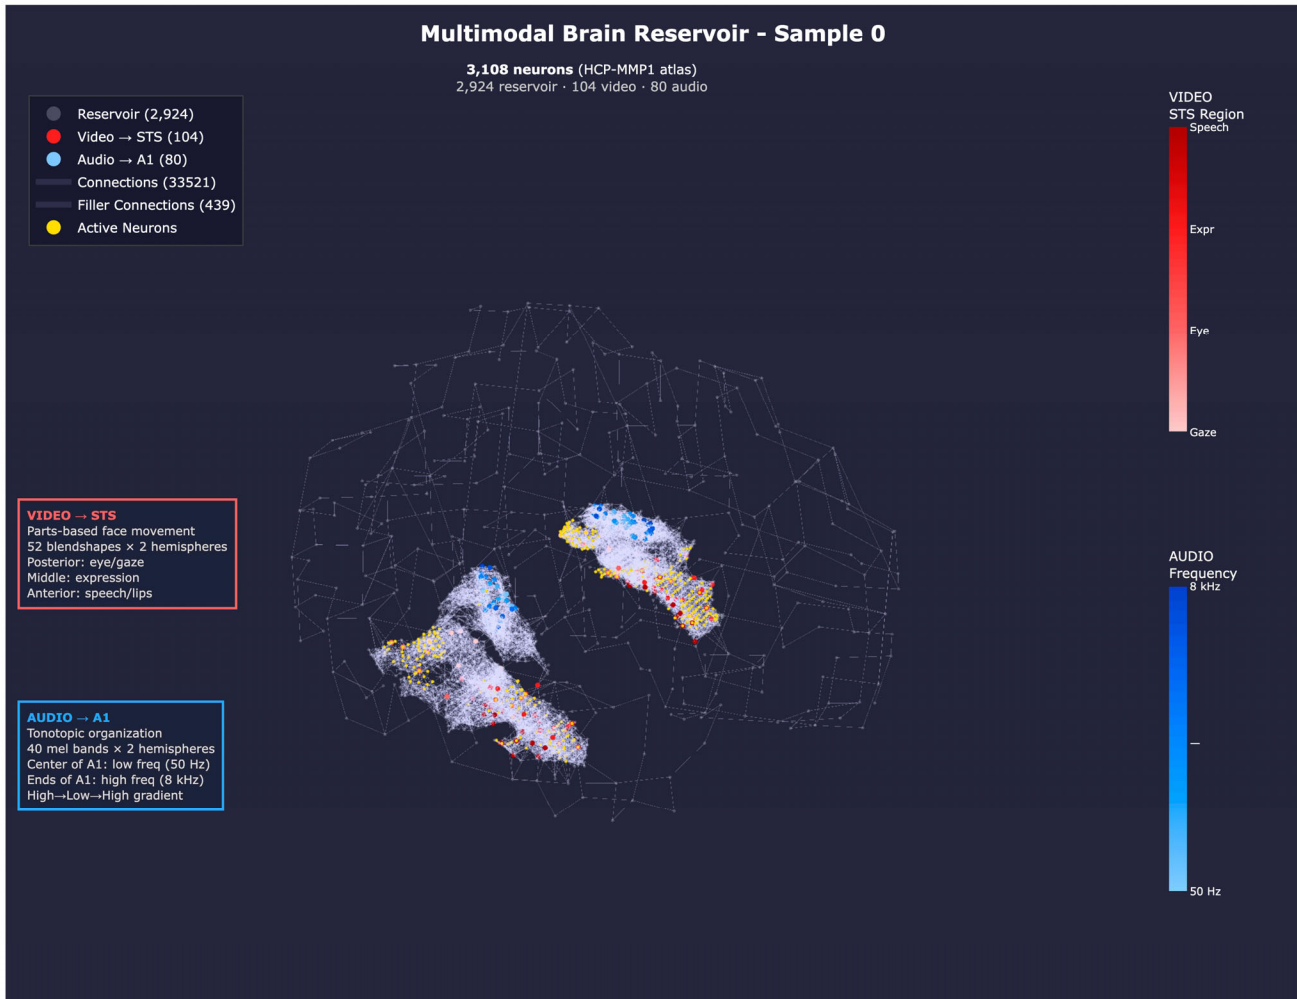 Multimodal Brain Reservoir - Sample 0
3,108 neurons (HCP-MMP1 atlas)
2,924 reservoir · 104 video · 80 audio
Reservoir (2,924)
Video → STS (104)
Audio → A1 (80)
Connections (33521)
Filler Connections (439)
Active Neurons
VIDEO
STS Region
Speech
Expr
Eye
Gaze
VIDEO → STS
Parts-based face movement
52 blendshapes × 2 hemispheres
Posterior: eye/gaze
Middle: expression
Anterior: speech/lips
AUDIO
Frequency
8 kHz
—
50 Hz
AUDIO → A1
Tonotopic organization
40 mel bands × 2 hemispheres
Center of A1: low freq (50 Hz)
Ends of A1: high freq (8 kHz)
High→Low→High gradient